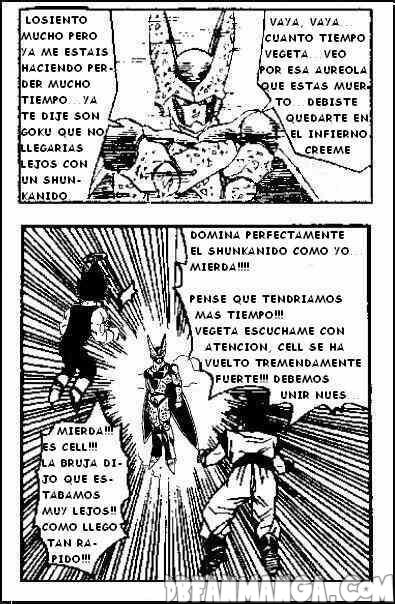 LOSIENTO
MUCHO PERO
YA ME ESTAIS
HACIENDO PER-
DER MUCHO
TIEMPO...YA
TE DIJE SON
GOKU QUE NO
LLEGARIAS
LEJOS CON
UN SHUN-
KANIDO
VAYA, VAYA...
CUANTO TIEMPO
VEGETA...VEO
POR ESA AUREOLA
QUE ESTAS MUER-
TO... DEBISTE
QUEDARTE EN
EL INFIERNO
CREEME
DOMINA PERFECTAMENTE
EL SHUNKANIDO COMO YO...
MIERDA!!!!
PENSE QUE TENDRIAMOS
MAS TIEMPO!!!
VEGETA ESCUCHAME CON
ATENCION, CELL SE HA
VUELTO TREMENDAMENTE
FUERTE!!! DEBEMOS
UNIR NUES
MIERDA!!!
ES CELL!!!
LA BRUJA DI-
JO QUE ES-
TABAMOS
MUY LEJOS!!
COMO LLEGO
TAN RA-
PIDO!!!
DBFANMANGA.COM